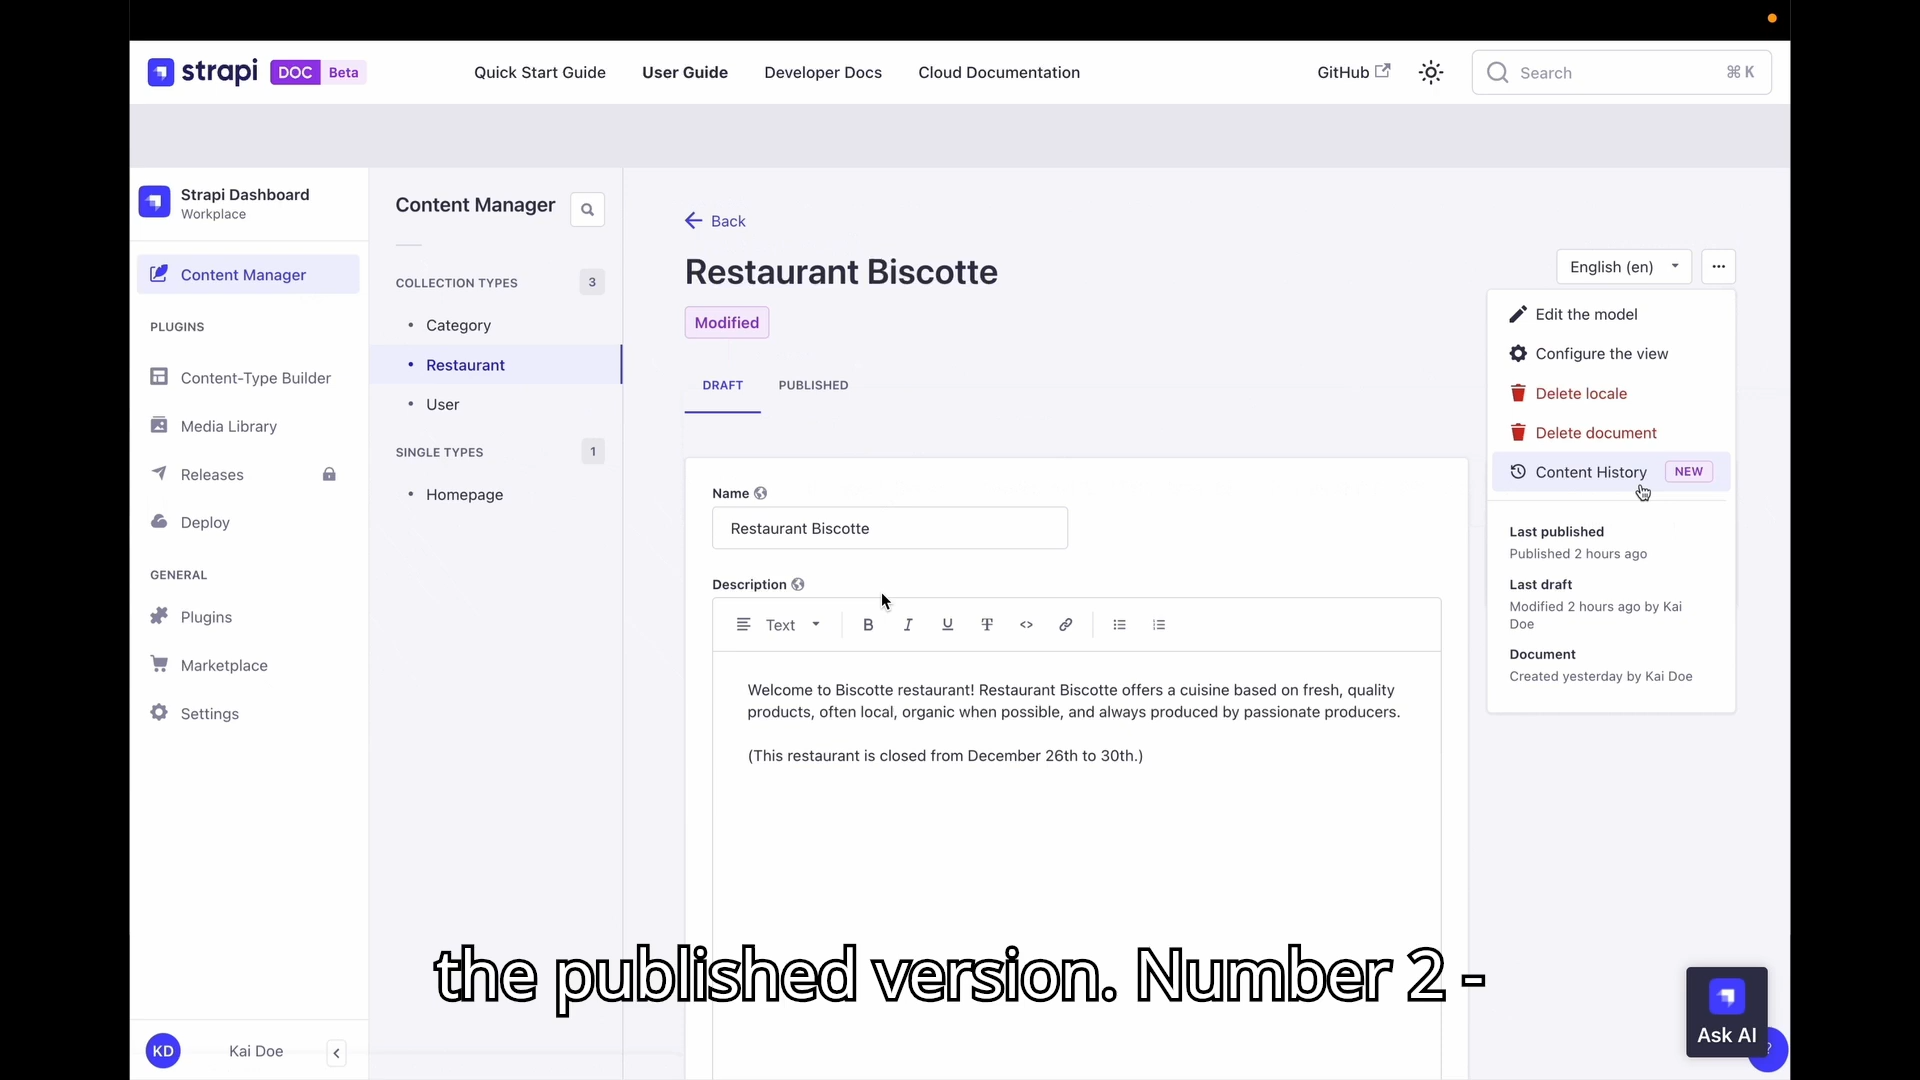 strapi DOC Beta
Quick Start Guide
User Guide
Developer Docs
Cloud Documentation
GitHub
Search
⌘ K
Strapi Dashboard
Workplace
Content Manager
PLUGINS
Content-Type Builder
Media Library
Releases
Deploy
GENERAL
Plugins
Marketplace
Settings
KD
Kai Doe
Content Manager
COLLECTION TYPES 3
• Category
• Restaurant
• User
SINGLE TYPES 1
• Homepage
Back
Restaurant Biscotte
Modified
DRAFT
PUBLISHED
English (en)
Edit the model
Configure the view
Delete locale
Delete document
Content History NEW
Last published
Published 2 hours ago
Last draft
Modified 2 hours ago by Kai
Doe
Document
Created yesterday by Kai Doe
Name
Restaurant Biscotte
Description
Text
B I U T <>
Welcome to Biscotte restaurant! Restaurant Biscotte offers a cuisine based on fresh, quality
products, often local, organic when possible, and always produced by passionate producers.
(This restaurant is closed from December 26th to 30th.)
the published version. Number 2 -
Ask AI
?